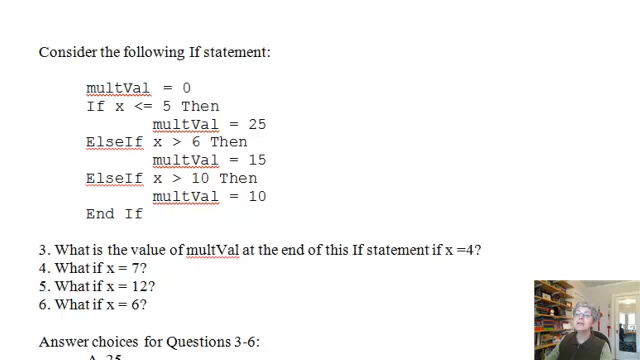 Consider the following If statement:
multVal = 0
If x <= 5 Then
multVal = 25
ElseIf x > 6 Then
multVal = 15
ElseIf x > 10 Then
multVal = 10
End If
3. What is the value of multVal at the end of this If statement if x =4?
4. What if x = 7?
5. What if x = 12?
6. What if x = 6?
Answer choices for Questions 3-6:
A. 25